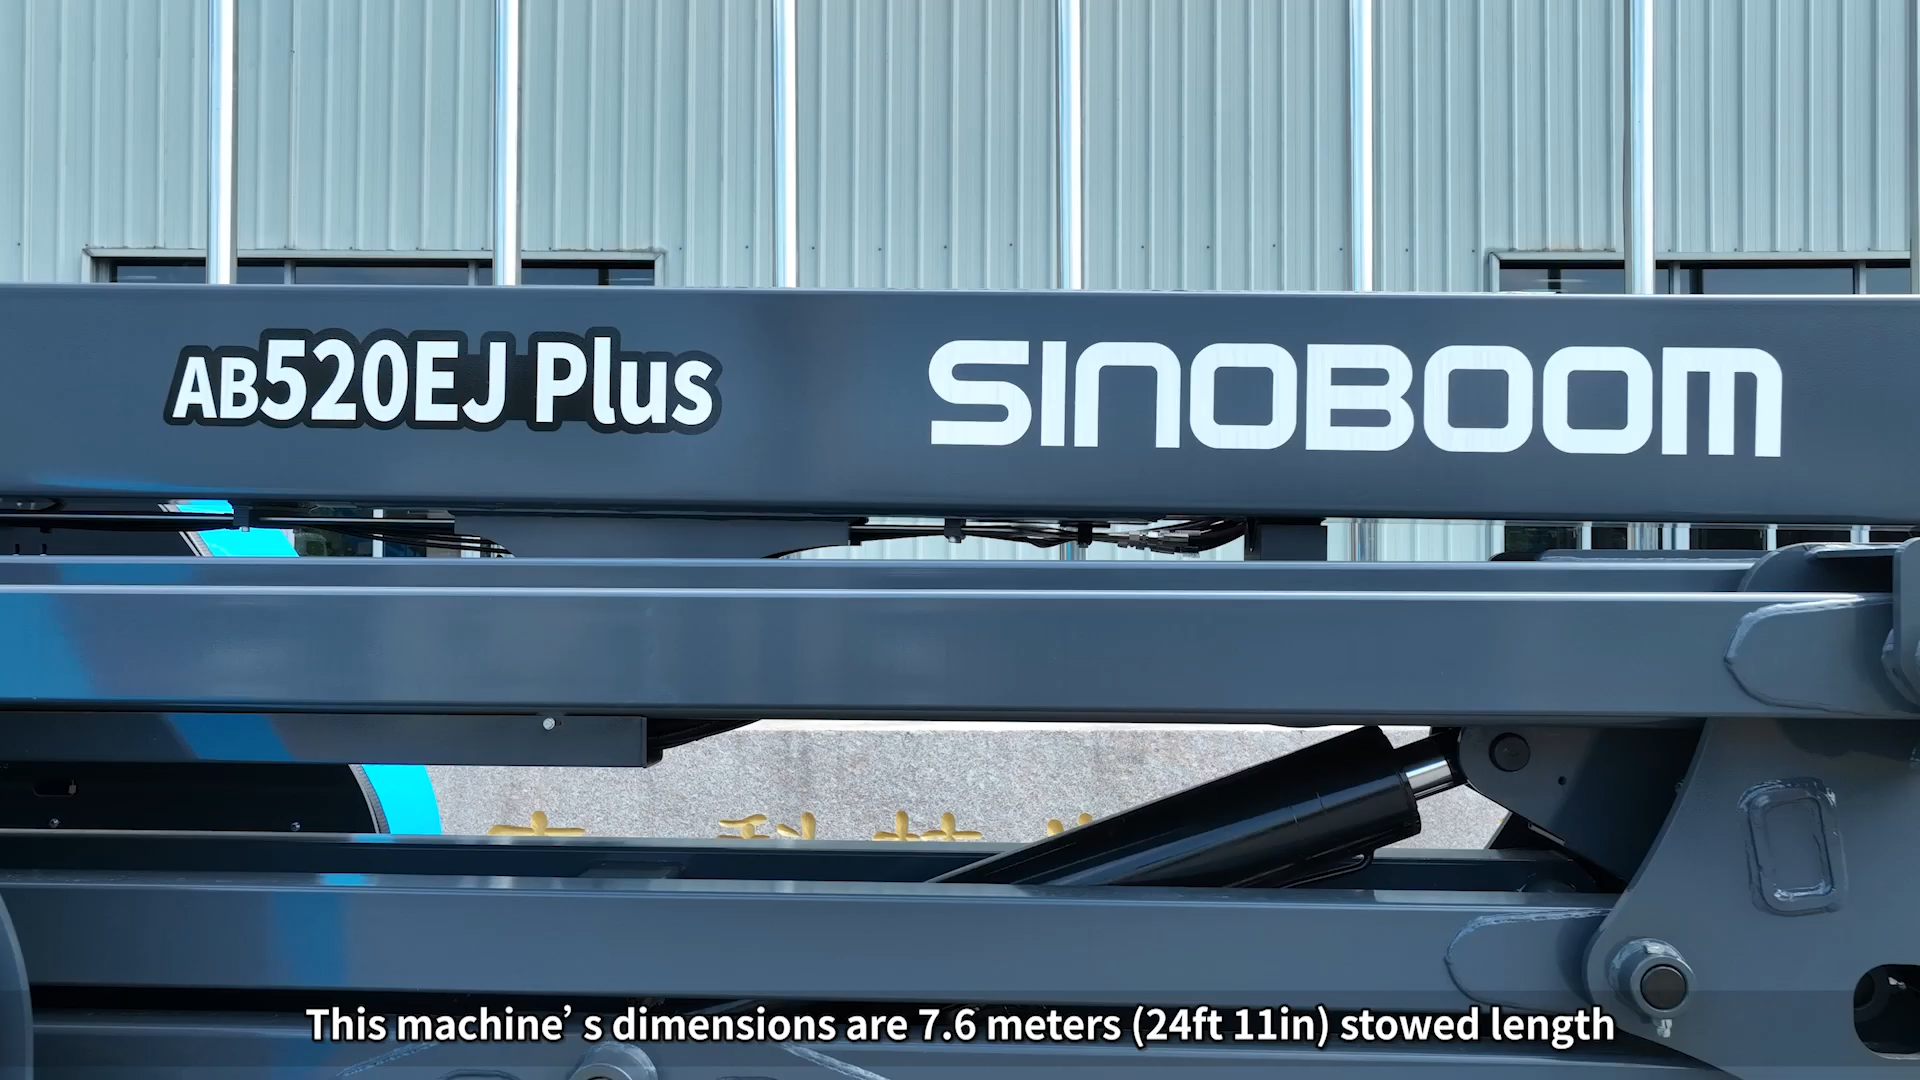 AB520EJ Plus
SINOBOOM
This machine’s dimensions are 7.6 meters (24ft 11in) stowed length